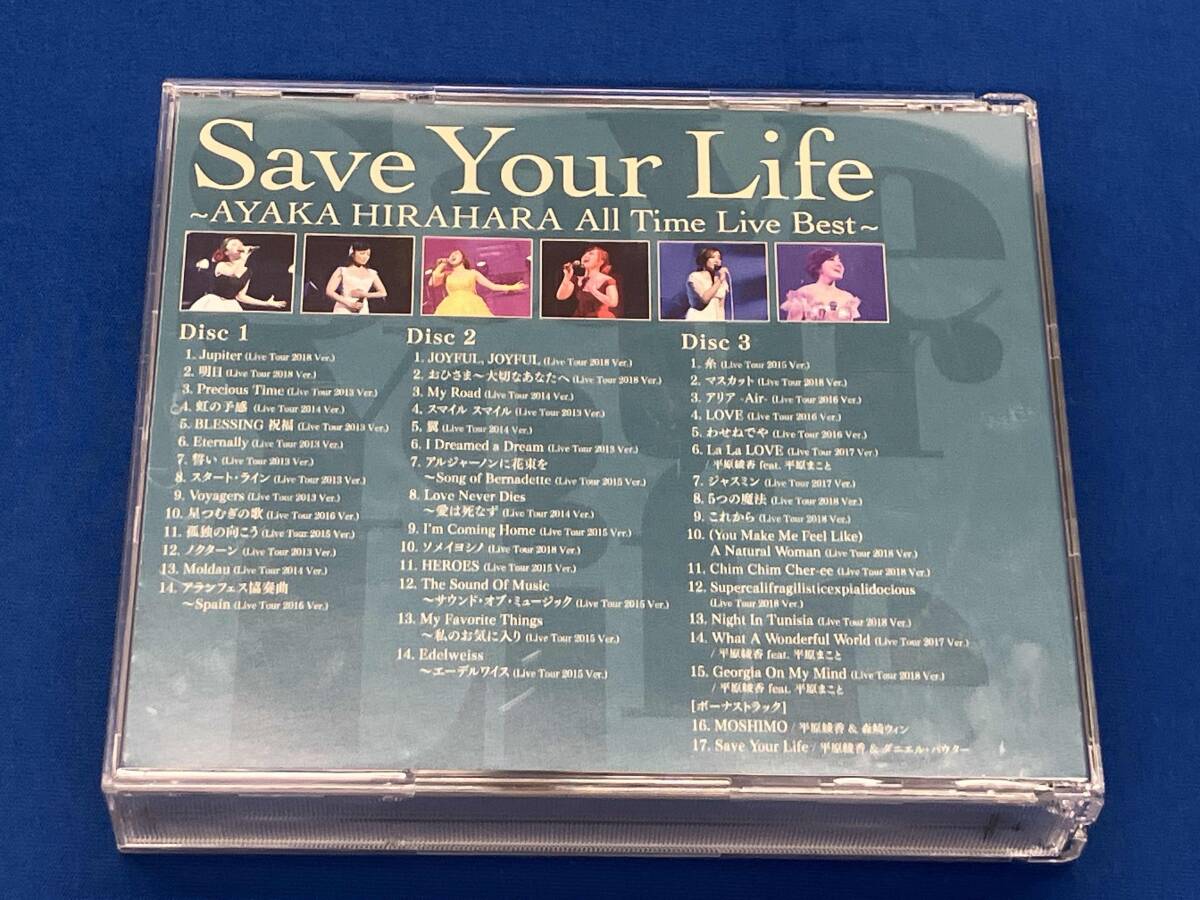 Save Your Life
~AYAKA HIRAHARA All Time Live Best~
Disc 1
1. Jupiter (Live Tour 2018 Ver.)
2. 明日 (Live Tour 2018 Ver.)
3. Precious Time (Live Tour 2013 Ver.)
4. 虹の予感 (Live Tour 2014 Ver.)
5. BLESSING 祝福 (Live Tour 2013 Ver.)
6. Eternally (Live Tour 2013 Ver.)
7. 誓い (Live Tour 2013 Ver.)
8. スタート・ライン (Live Tour 2013 Ver.)
9. Voyagers (Live Tour 2013 Ver.)
10. 星つむぎの歌 (Live Tour 2016 Ver.)
11. 孤独の向こう (Live Tour 2015 Ver.)
12. ノクターン (Live Tour 2013 Ver.)
13. Moldau (Live Tour 2014 Ver.)
14. アランフェス協奏曲
~Spain (Live Tour 2016 Ver.)
Disc 2
1. JOYFUL, JOYFUL (Live Tour 2018 Ver.)
2. おひさま~大切なあなたへ (Live Tour 2018 Ver.)
3. My Road (Live Tour 2014 Ver.)
4. スマイル スマイル (Live Tour 2013 Ver.)
5. 翼 (Live Tour 2014 Ver.)
6. I Dreamed a Dream (Live Tour 2013 Ver.)
7. アルジャーノンに花束を
~Song of Bernadette (Live Tour 2015 Ver.)
8. Love Never Dies
~愛は死なず (Live Tour 2014 Ver.)
9. I'm Coming Home (Live Tour 2015 Ver.)
10. ソメイヨシノ (Live Tour 2018 Ver.)
11. HEROES (Live Tour 2015 Ver.)
12. The Sound Of Music
~サウンド・オブ・ミュージック (Live Tour 2015 Ver.)
13. My Favorite Things
~私のお気に入り (Live Tour 2015 Ver.)
14. Edelweiss
~エーデルワイス (Live Tour 2015 Ver.)
Disc 3
1. 糸 (Live Tour 2015 Ver.)
2. マスカット (Live Tour 2018 Ver.)
3. アリア -Air- (Live Tour 2016 Ver.)
4. LOVE (Live Tour 2016 Ver.)
5. わせねでや (Live Tour 2016 Ver.)
6. La La LOVE (Live Tour 2017 Ver.)
/ 平原綾香 feat. 平原まこと
7. ジャスミン (Live Tour 2017 Ver.)
8. 5つの魔法 (Live Tour 2018 Ver.)
9. これから (Live Tour 2018 Ver.)
10. (You Make Me Feel Like)
A Natural Woman (Live Tour 2018 Ver.)
11. Chim Chim Cher-ee (Live Tour 2018 Ver.)
12. Supercalifragilisticexpialidocious
(Live Tour 2018 Ver.)
13. Night In Tunisia (Live Tour 2018 Ver.)
14. What A Wonderful World (Live Tour 2017 Ver.)
/ 平原綾香 feat. 平原まこと
15. Georgia On My Mind (Live Tour 2018 Ver.)
/ 平原綾香 feat. 平原まこと
[ボーナストラック]
16. MOSHIMO / 平原綾香 & 森崎ウィン
17. Save Your Life / 平原綾香 & ダニエル・パウター